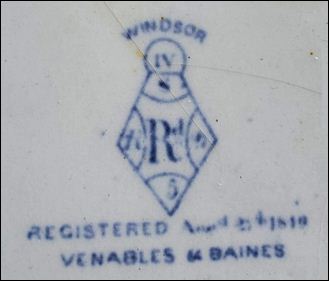 WINDSOR
IV
Rd
5
REGISTERED
VENABLES & BAINES